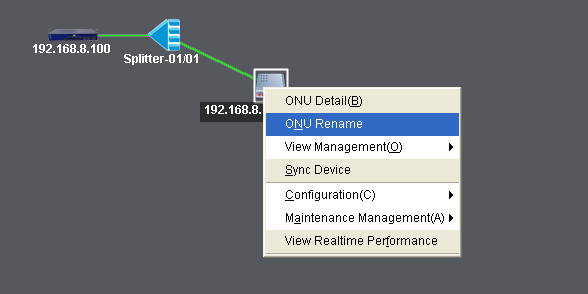 192.168.8.100
Splitter-01/01
192.168.8.
ONU Detail(B)
ONU Rename
View Management(O)
Sync Device
Configuration(C)
Maintenance Management(A)
View Realtime Performance